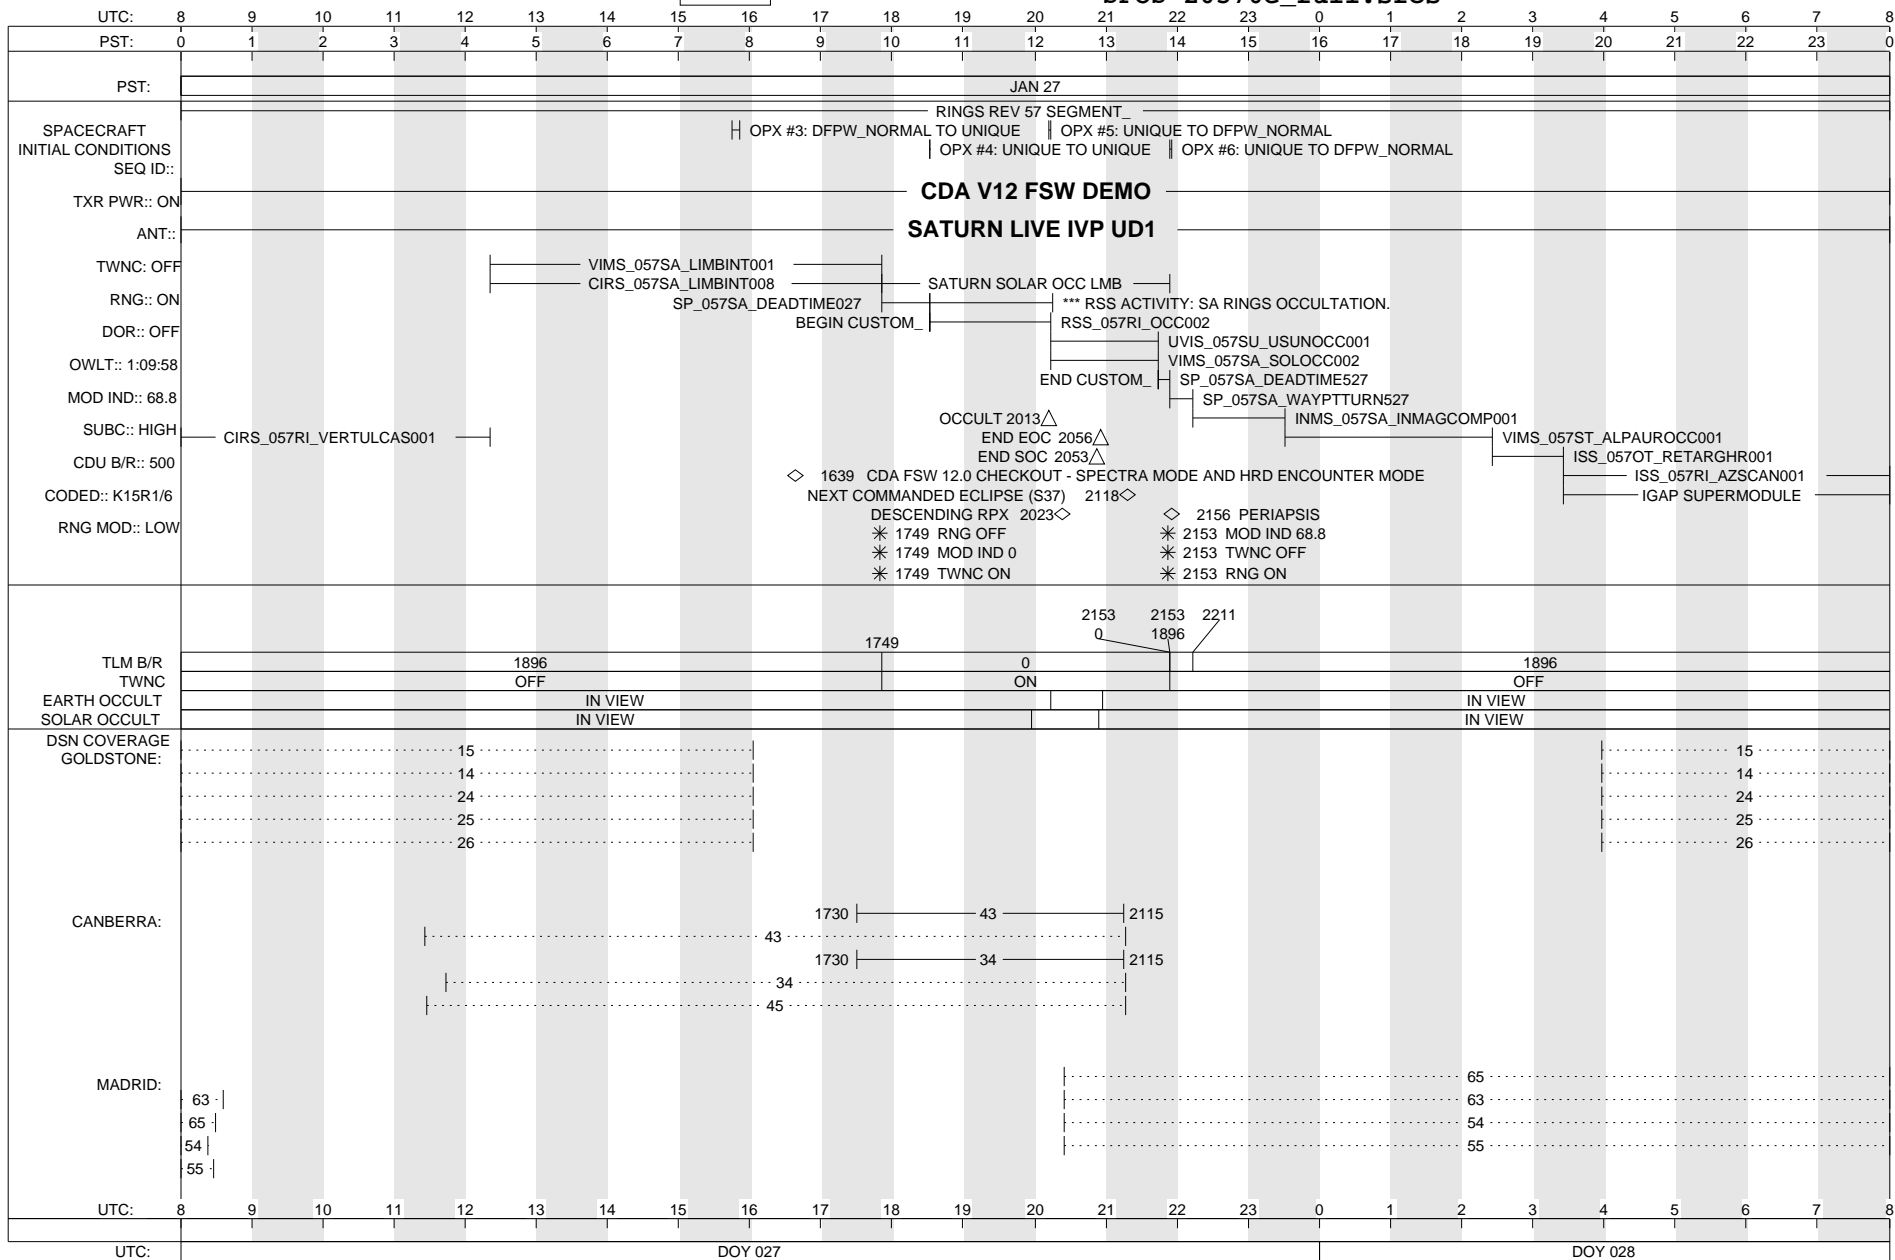 UTC: 8 9 10 11 12 13 14 15 16 17 18 19 20 21 22 23 0 1 2 3 4 5 6 7 8
PST: 0 1 2 3 4 5 6 7 8 9 10 11 12 13 14 15 16 17 18 19 20 21 22 23 0
PST: JAN 27
RINGS REV 57 SEGMENT_
SPACECRAFT
INITIAL CONDITIONS
SEQ ID::
TXR PWR:: ON
ANT::
TWNC: OFF
RNG:: ON
DOR:: OFF
OWLT:: 1:09:58
MOD IND:: 68.8
SUBC:: HIGH
CDU B/R:: 500
CODED:: K15R1/6
RNG MOD:: LOW
OPX #3: DFPW_NORMAL TO UNIQUE
OPX #5: UNIQUE TO DFPW_NORMAL
OPX #4: UNIQUE TO UNIQUE
OPX #6: UNIQUE TO DFPW_NORMAL
CDA V12 FSW DEMO
SATURN LIVE IVP UD1
VIMS_057SA_LIMBINT001
CIRS_057SA_LIMBINT008
SATURN SOLAR OCC LMB
SP_057SA_DEADTIME027
*** RSS ACTIVITY: SA RINGS OCCULTATION.
BEGIN CUSTOM_
RSS_057RI_OCC002
UVIS_057SU_USUNOCC001
VIMS_057SA_SOLOCC002
END CUSTOM_
SP_057SA_DEADTIME527
SP_057SA_WAYPTTURN527
OCCULT 2013
INMS_057SA_INMAGCOMP001
CIRS_057RI_VERTULCAS001
END EOC 2056
VIMS_057ST_ALPAUROCC001
END SOC 2053
ISS_057OT_RETARGHR001
1639 CDA FSW 12.0 CHECKOUT - SPECTRA MODE AND HRD ENCOUNTER MODE
ISS_057RI_AZSCAN001
NEXT COMMANDED ECLIPSE (S37) 2118
IGAP SUPERMODULE
DESCENDING RPX 2023
2156 PERIAPSIS
1749 RNG OFF
2153 MOD IND 68.8
1749 MOD IND 0
2153 TWNC OFF
1749 TWNC ON
2153 RNG ON
2153 2153 2211
0 1896
1749
TLM B/R 1896 0 1896
TWNC OFF ON OFF
EARTH OCCULT IN VIEW IN VIEW
SOLAR OCCULT IN VIEW IN VIEW
DSN COVERAGE
GOLDSTONE:
15 15
14 14
24 24
25 25
26 26
CANBERRA:
1730 43 2115
43
1730 34 2115
34
45
MADRID:
65
63 63
65 54
54 55
55
UTC: 8 9 10 11 12 13 14 15 16 17 18 19 20 21 22 23 0 1 2 3 4 5 6 7 8
UTC: DOY 027 DOY 028